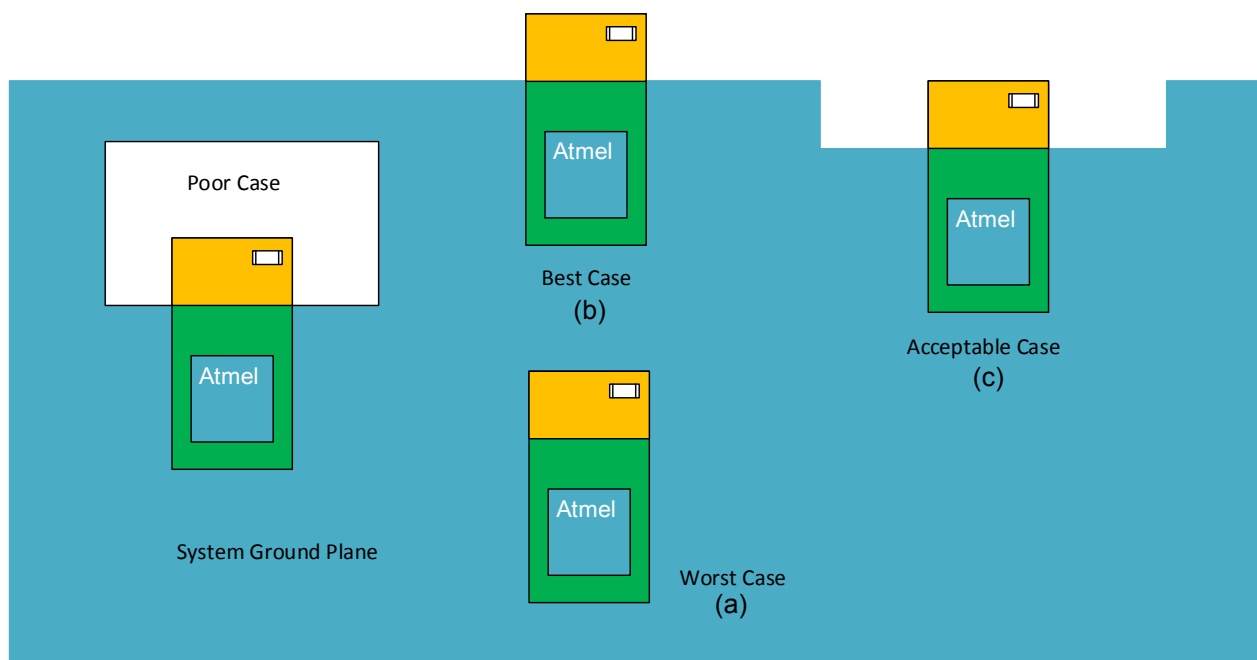 Atmel
Poor Case
Atmel
Best Case
(b)
Atmel
Acceptable Case
(c)
Atmel
System Ground Plane
Worst Case
(a)